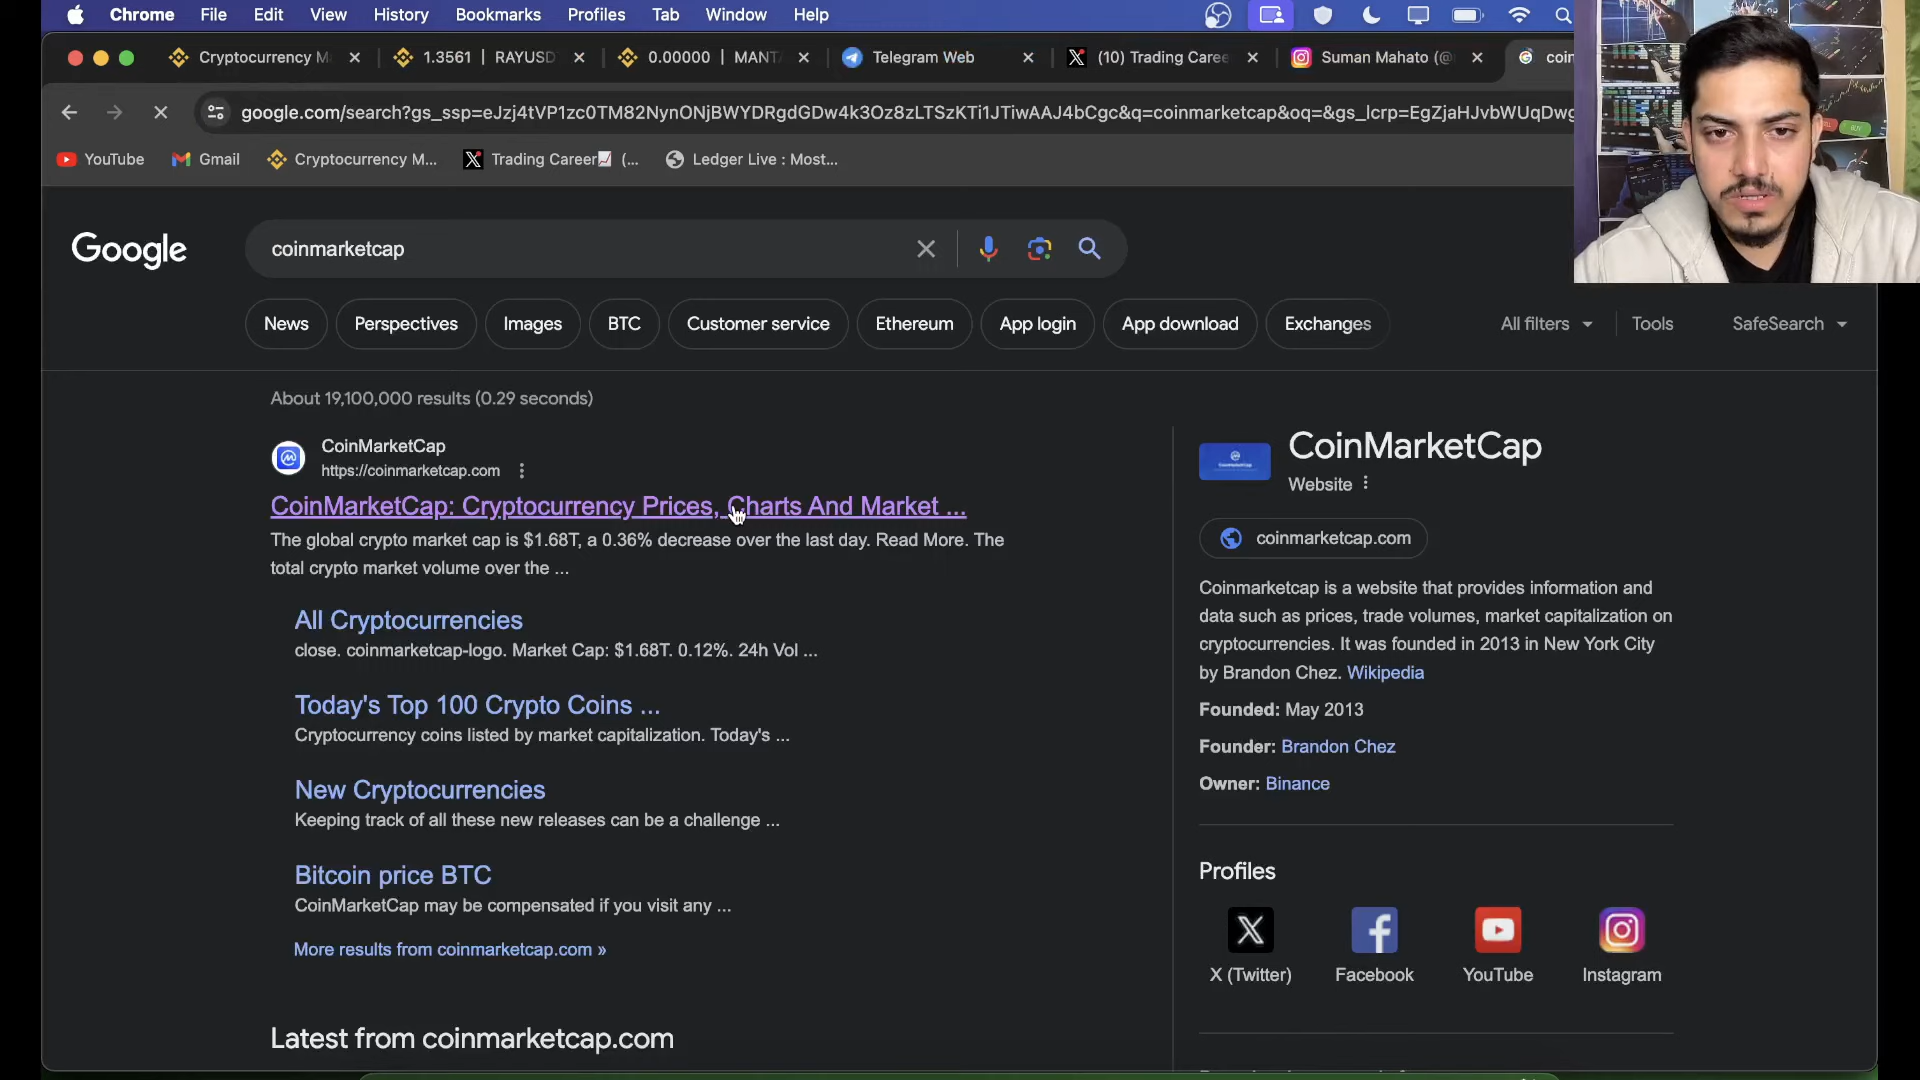 Chrome File Edit View History Bookmarks Profiles Tab Window Help
Cryptocurrency M
1.3561 | RAYUSD
0.00000 | MANTA
Telegram Web
(10) Trading Caree
Suman Mahato (@
coin
google.com/search?gs_ssp=eJzj4tVP1zc0TM82NynONjBWYDRgdGDw4k3Oz8zLTSzKTi1JTiwAAJ4bCgc&q=coinmarketcap&oq=&gs_lcrp=EgZjaHJvbWUqDwg
YouTube Gmail Cryptocurrency M... Trading Career (... Ledger Live : Most...
Google
coinmarketcap
News Perspectives Images BTC Customer service Ethereum App login App download Exchanges All filters Tools SafeSearch
About 19,100,000 results (0.29 seconds)
CoinMarketCap
https://coinmarketcap.com
CoinMarketCap: Cryptocurrency Prices, Charts And Market ...
The global crypto market cap is $1.68T, a 0.36% decrease over the last day. Read More. The
total crypto market volume over the ...
All Cryptocurrencies
close. coinmarketcap-logo. Market Cap: $1.68T. 0.12%. 24h Vol ...
Today's Top 100 Crypto Coins ...
Cryptocurrency coins listed by market capitalization. Today's ...
New Cryptocurrencies
Keeping track of all these new releases can be a challenge ...
Bitcoin price BTC
CoinMarketCap may be compensated if you visit any ...
More results from coinmarketcap.com »
Latest from coinmarketcap.com
CoinMarketCap
Website
coinmarketcap.com
Coinmarketcap is a website that provides information and
data such as prices, trade volumes, market capitalization on
cryptocurrencies. It was founded in 2013 in New York City
by Brandon Chez. Wikipedia
Founded: May 2013
Founder: Brandon Chez
Owner: Binance
Profiles
X (Twitter) Facebook YouTube Instagram